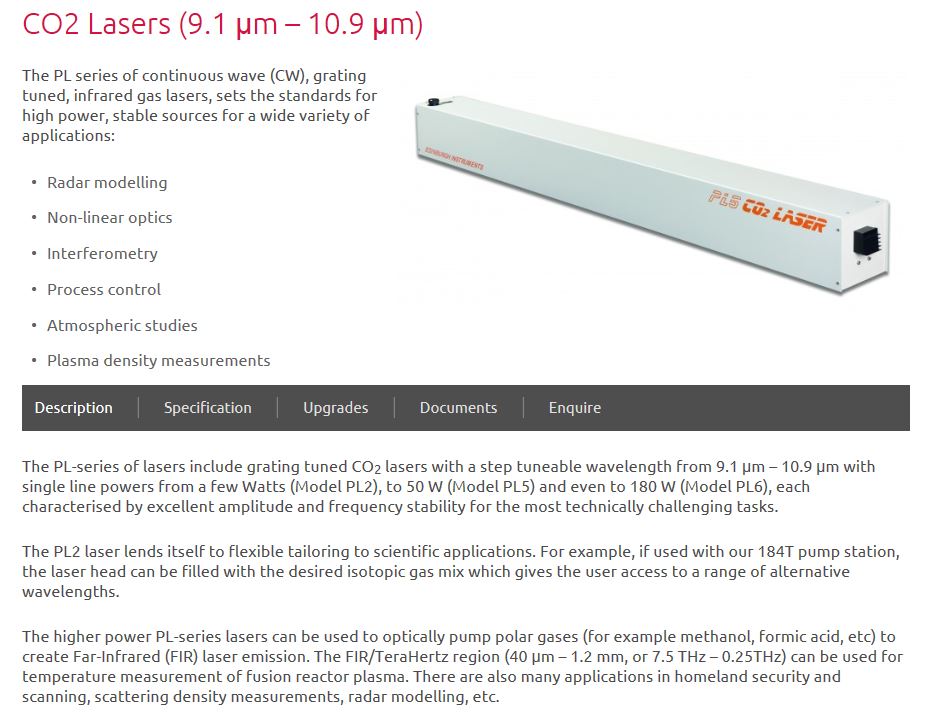 CO2 Lasers (9.1 µm – 10.9 µm)
The PL series of continuous wave (CW), grating
tuned, infrared gas lasers, sets the standards for
high power, stable sources for a wide variety of
applications:
• Radar modelling
• Non-linear optics
• Interferometry
• Process control
• Atmospheric studies
• Plasma density measurements
EDINBURGH INSTRUMENTS
PL5 CO₂ LASER
Description | Specification | Upgrades | Documents | Enquire
The PL-series of lasers include grating tuned CO₂ lasers with a step tuneable wavelength from 9.1 µm – 10.9 µm with
single line powers from a few Watts (Model PL2), to 50 W (Model PL5) and even to 180 W (Model PL6), each
characterised by excellent amplitude and frequency stability for the most technically challenging tasks.
The PL2 laser lends itself to flexible tailoring to scientific applications. For example, if used with our 184T pump station,
the laser head can be filled with the desired isotopic gas mix which gives the user access to a range of alternative
wavelengths.
The higher power PL-series lasers can be used to optically pump polar gases (for example methanol, formic acid, etc) to
create Far-Infrared (FIR) laser emission. The FIR/TeraHertz region (40 µm – 1.2 mm, or 7.5 THz – 0.25THz) can be used for
temperature measurement of fusion reactor plasma. There are also many applications in homeland security and
scanning, scattering density measurements, radar modelling, etc.